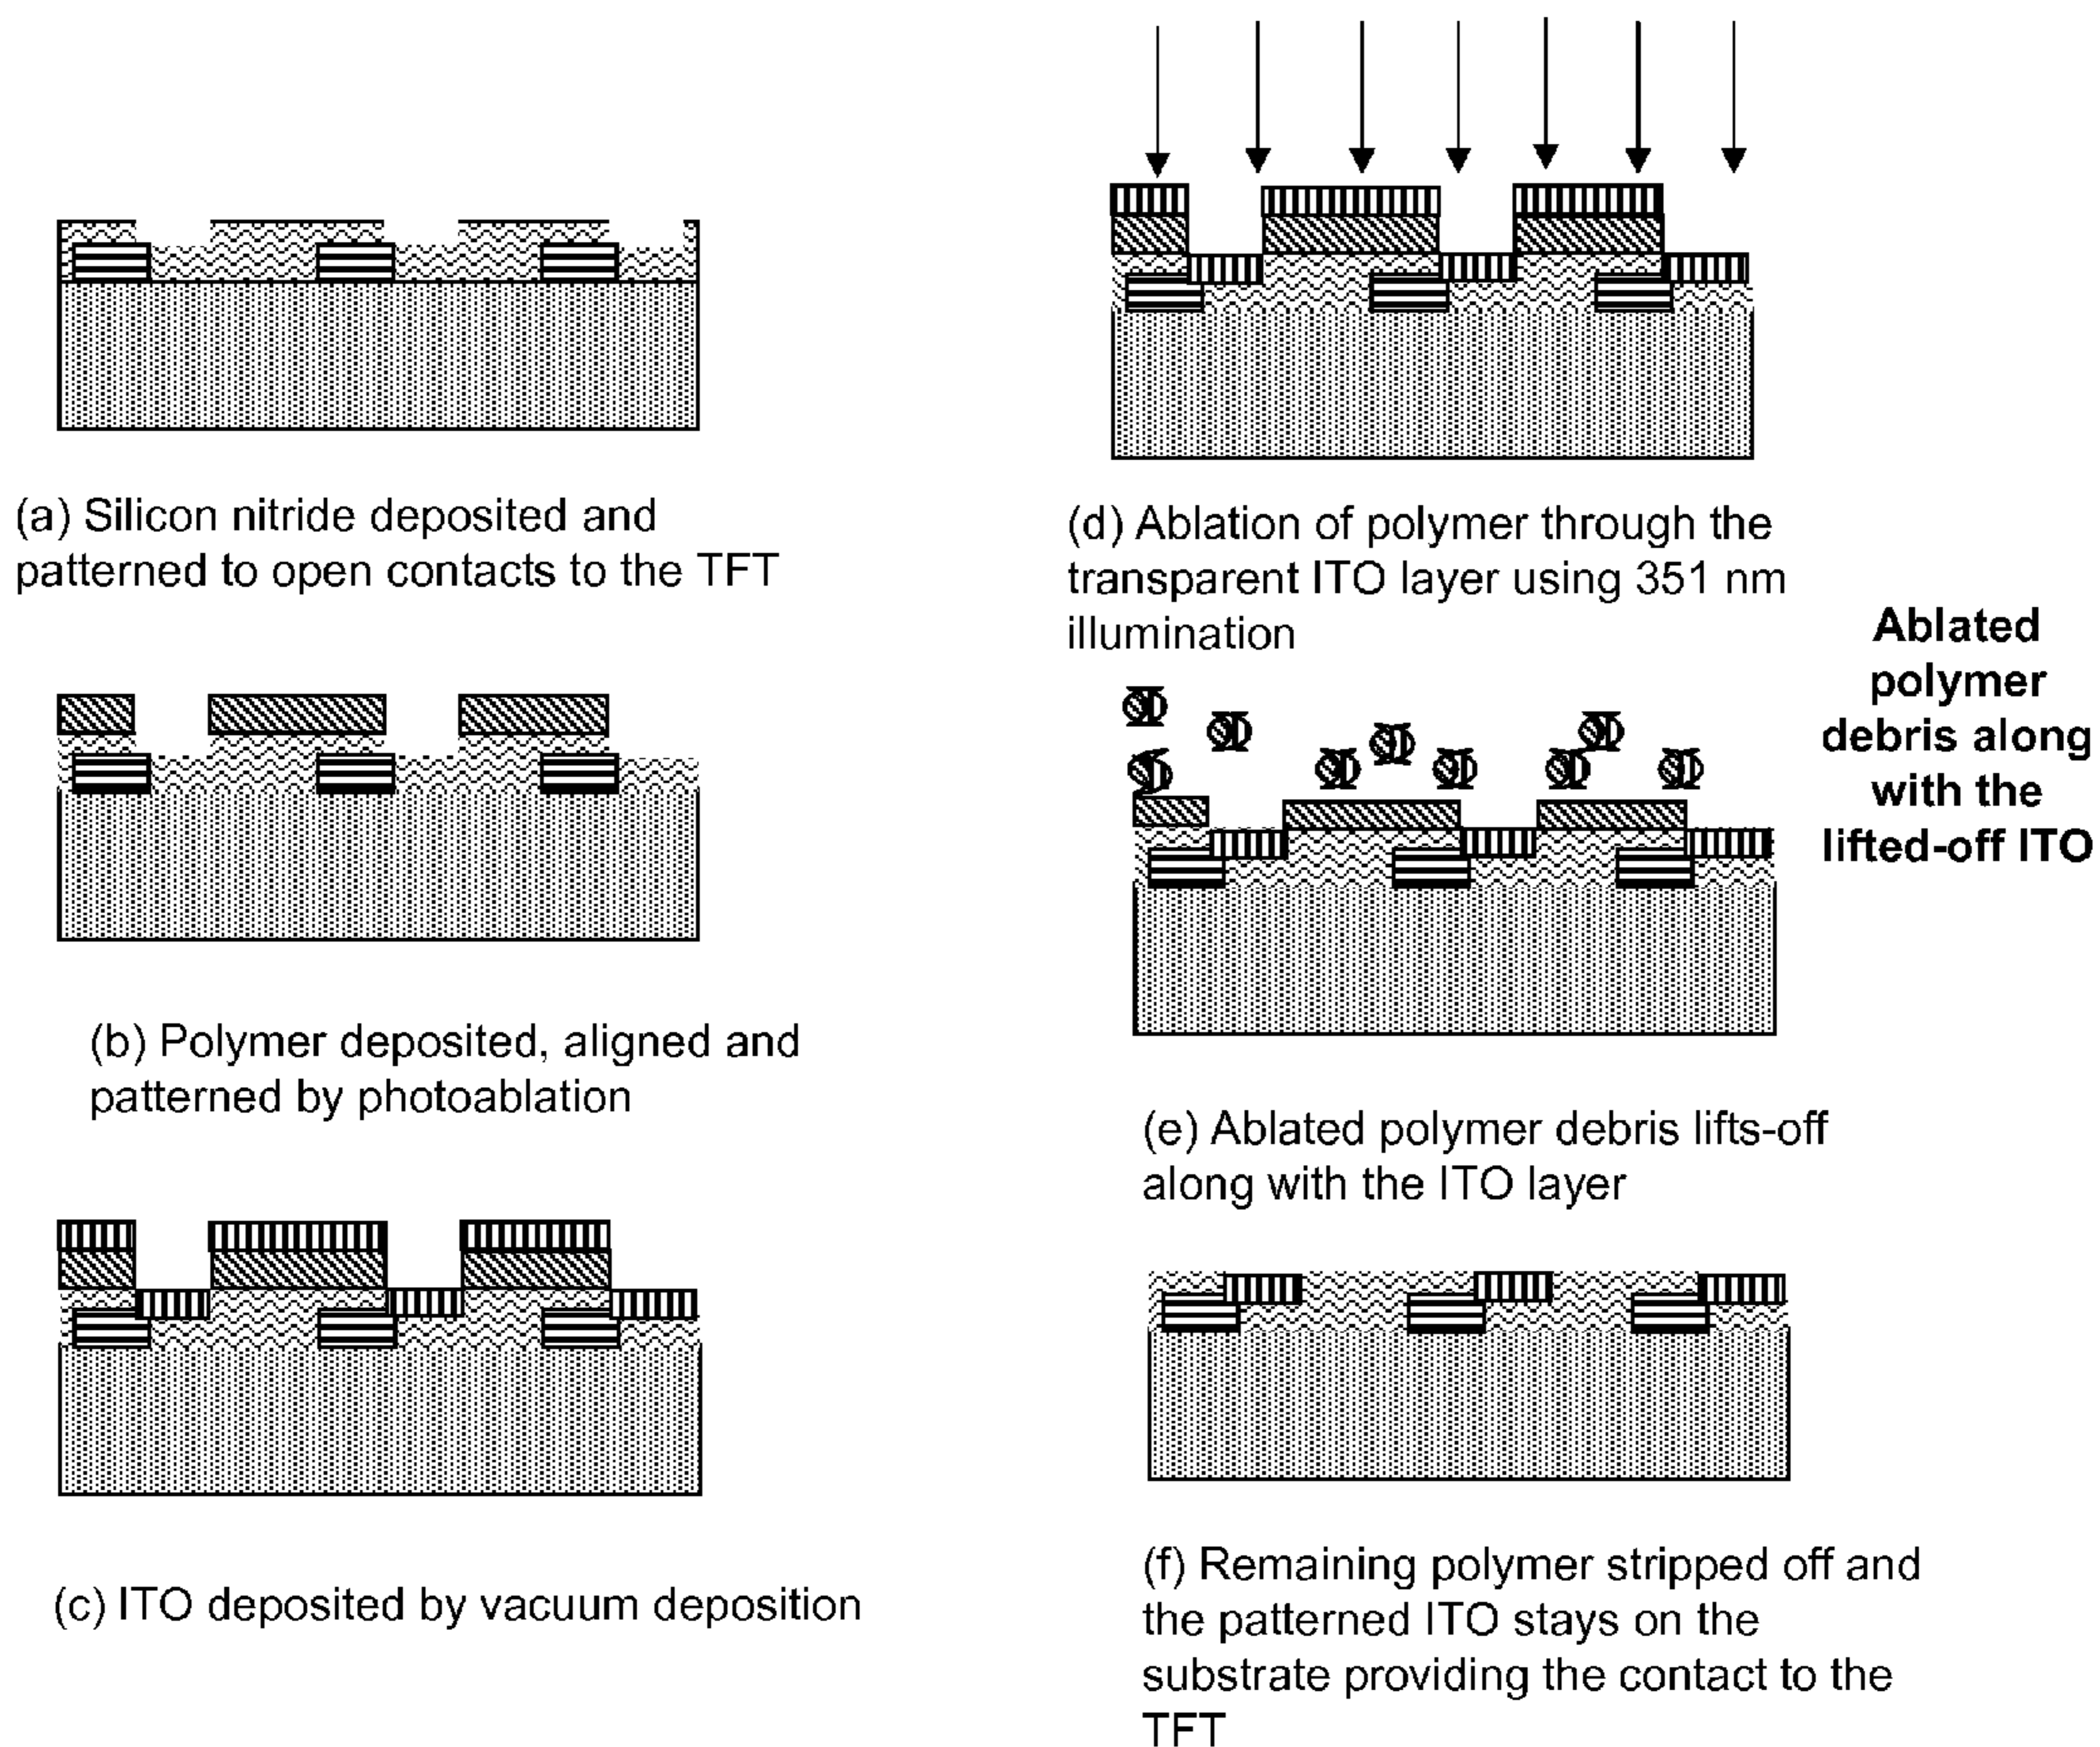 (a) Silicon nitride deposited and
patterned to open contacts to the TFT
(b) Polymer deposited, aligned and
patterned by photoablation
(c) ITO deposited by vacuum deposition
(d) Ablation of polymer through the
transparent ITO layer using 351 nm
illumination
Ablated
polymer
debris along
with the
lifted-off ITO
(e) Ablated polymer debris lifts-off
along with the ITO layer
(f) Remaining polymer stripped off and
the patterned ITO stays on the
substrate providing the contact to the
TFT